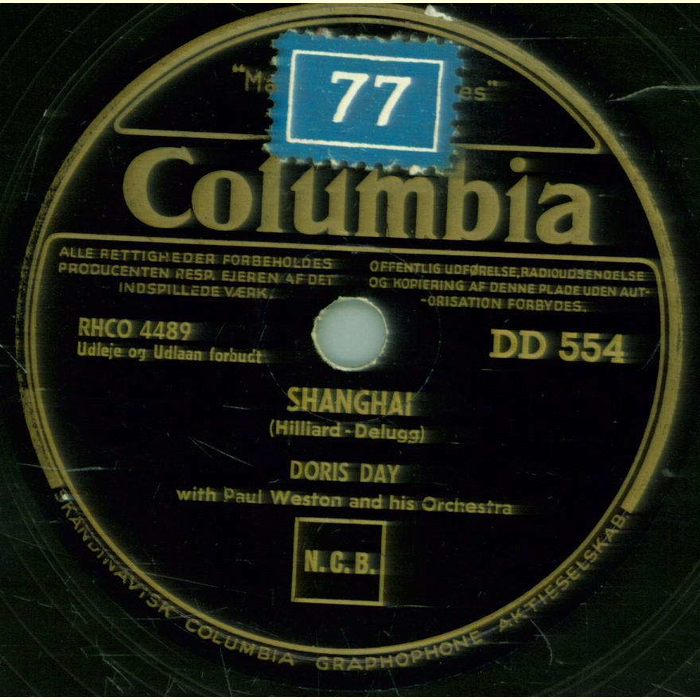 77
Columbia
ALLE RETTIGHEDER FORBEHOLDES
PRODUCENTEN RESP. EJEREN AF DET
INDSPILLEDE VÆRK.
OFFENTLIG UDFØRELSE, RADIOUDSENDELSE
OG KOPIERING AF DENNE PLADE UDEN AUT-
-ORISATION FORBYDES.
RHCO 4489
Udleje og Udlaan forbudt
DD 554
SHANGHAI
(Hilliard - Delugg)
DORIS DAY
with Paul Weston and his Orchestra
N.C.B.
SKANDINAVISK COLUMBIA GRAPHOPHONE AKTIESELSKAB